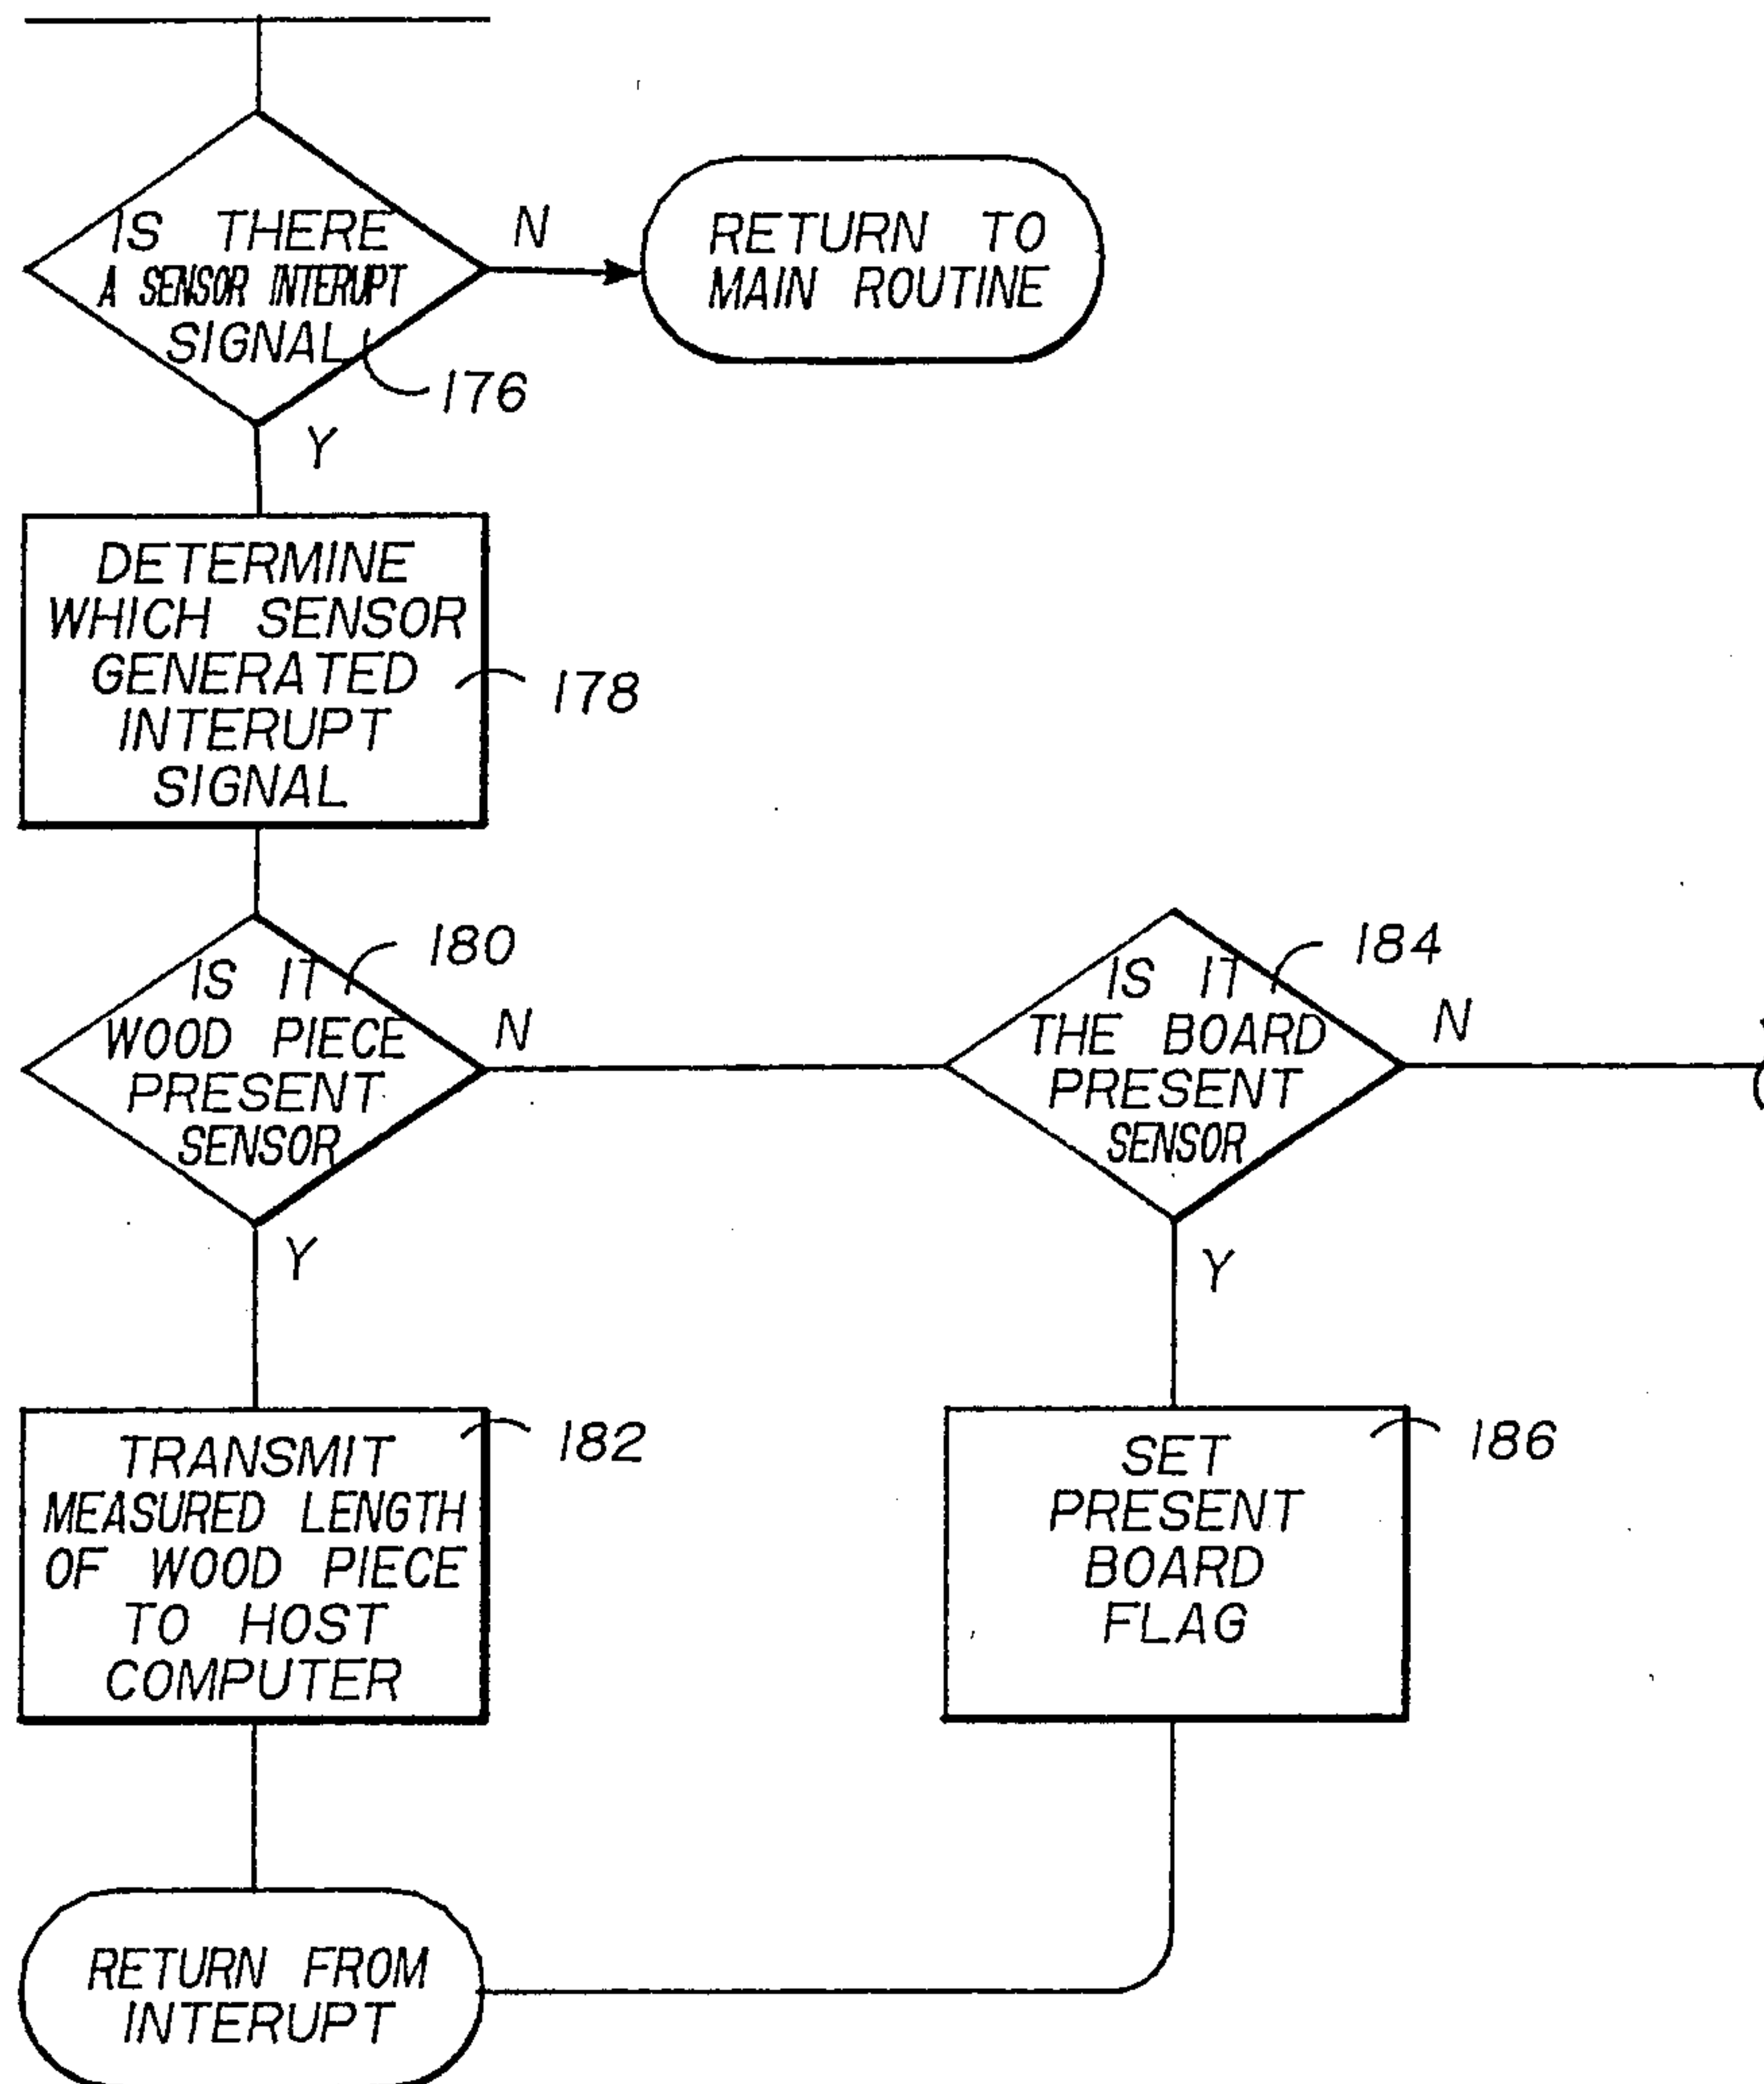 IS THERE
A SENSOR INTERUPT
SIGNAL
176
N
RETURN TO
MAIN ROUTINE
Y
DETERMINE
WHICH SENSOR
GENERATED
INTERUPT
SIGNAL
178
IS IT
WOOD PIECE
PRESENT
SENSOR
180
N
IS IT
THE BOARD
PRESENT
SENSOR
184
N
Y
Y
TRANSMIT
MEASURED LENGTH
OF WOOD PIECE
TO HOST
COMPUTER
182
SET
PRESENT
BOARD
FLAG
186
RETURN FROM
INTERUPT